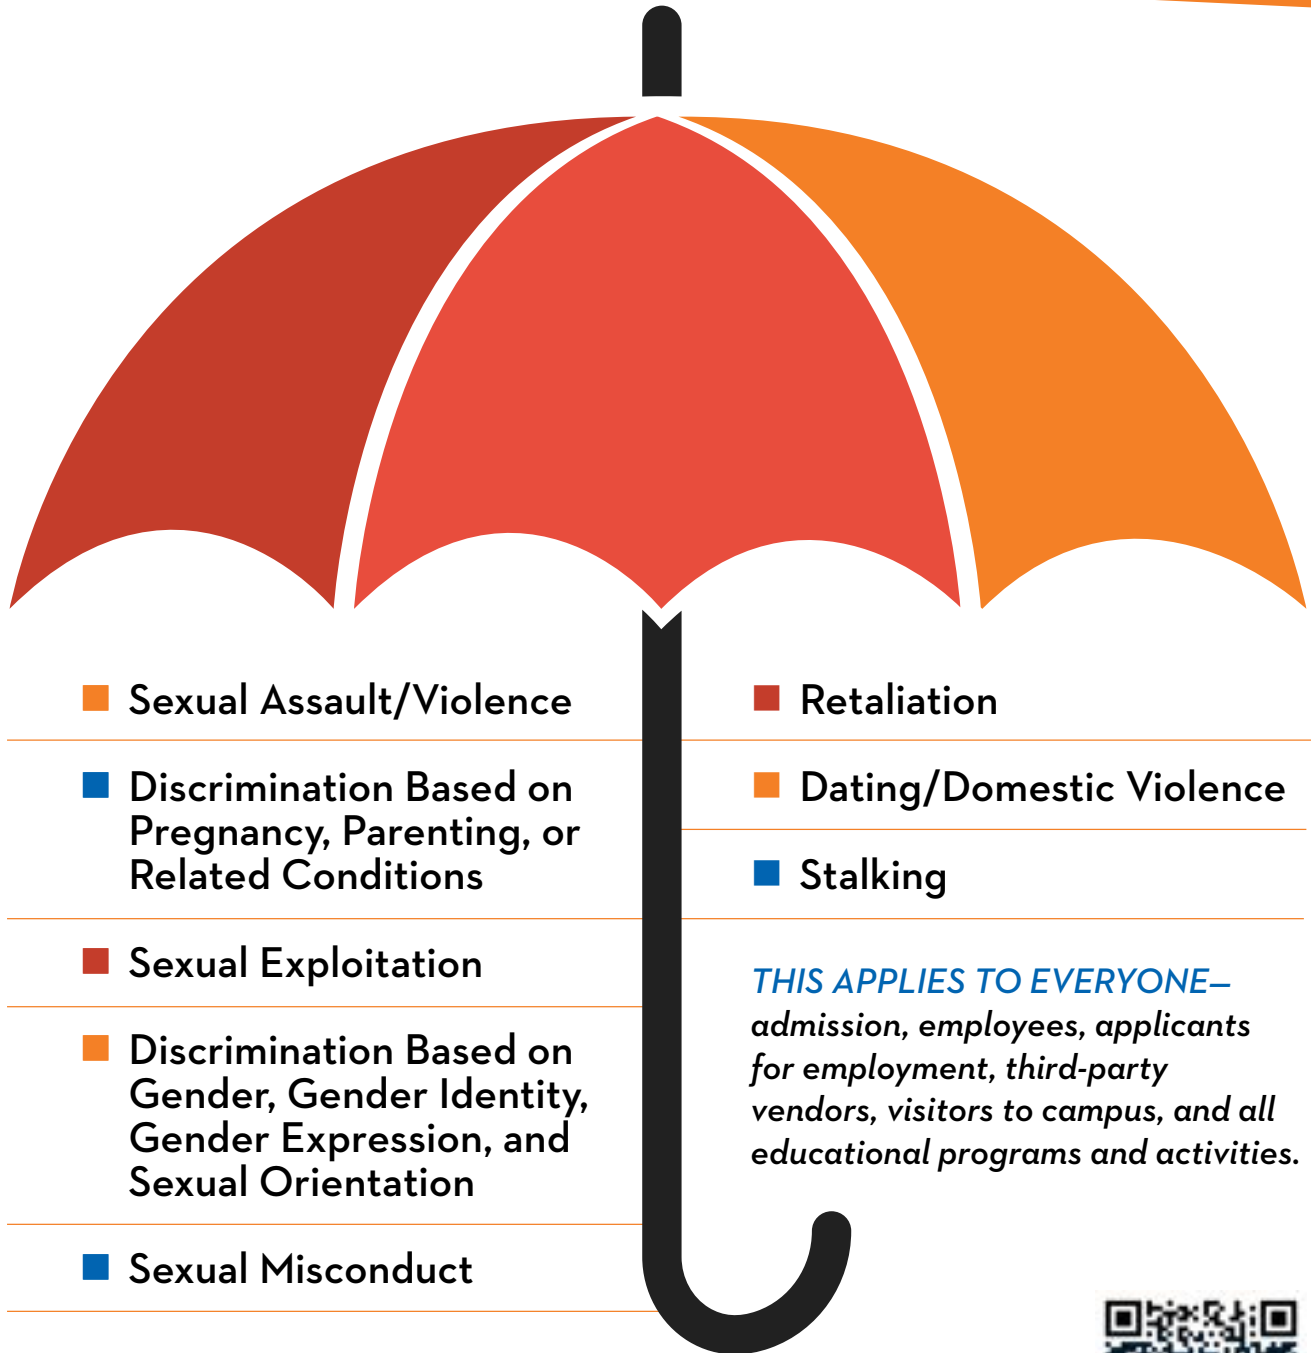 Sexual Assault/Violence
Discrimination Based on
Pregnancy, Parenting, or
Related Conditions
Sexual Exploitation
Discrimination Based on
Gender, Gender Identity,
Gender Expression, and
Sexual Orientation
Sexual Misconduct
Retaliation
Dating/Domestic Violence
Stalking
THIS APPLIES TO EVERYONE—
admission, employees, applicants
for employment, third-party
vendors, visitors to campus, and all
educational programs and activities.